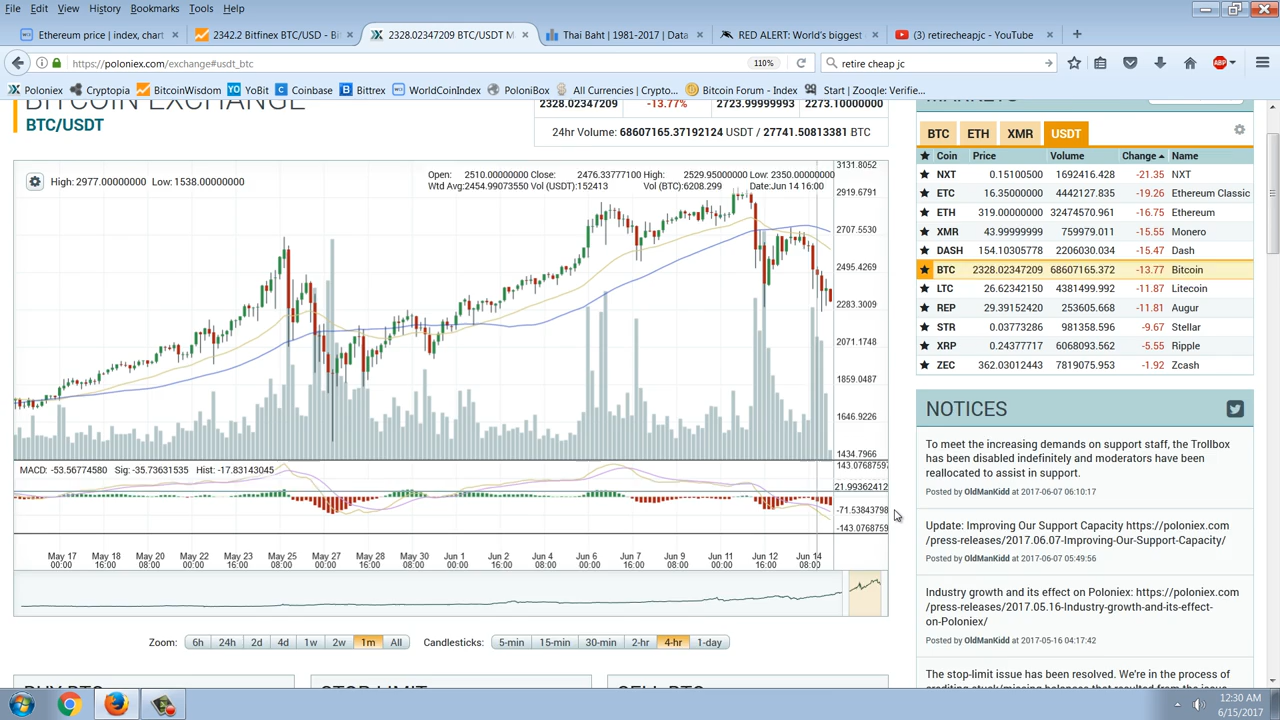 File Edit View History Bookmarks Tools Help
Ethereum price | index, chart × 2342.2 Bitfinex BTC/USD - Bi × 2328.02347209 BTC/USDT M × Thai Baht | 1981-2017 | Data × RED ALERT: World's biggest × (3) retirecheapjc - YouTube × +
https://poloniex.com/exchange#usdt_btc 110% retire cheap jc ABP
Poloniex Cryptopia BitcoinWisdom YoBit Coinbase Bittrex WorldCoinIndex PoloniBox All Currencies | Crypto... Bitcoin Forum - Index Start | Zoogle: Verifie...
BITCOIN EXCHANGE
BTC/USDT
2328.02347209 -13.77% 2723.99999993 2273.10000000
24hr Volume: 68607165.37192124 USDT / 27741.50813381 BTC
High: 2977.00000000 Low: 1538.00000000
Open: 2510.00000000 Close: 2476.33777100 High: 2529.95000000 Low: 2350.00000000
Wtd Avg:2454.99073550 Vol (USDT):152413 Vol (BTC):6208.299 Date:Jun 14 16:00
3131.8052
2919.6791
2707.5530
2495.4269
2283.3009
2071.1748
1859.0487
1646.9226
1434.7966
MACD: -53.56774580 Sig: -35.73631535 Hist: -17.83143045
143.0768759
21.99362412
-71.53843798
-143.0768759
May 17 May 18 May 20 May 22 May 23 May 25 May 27 May 28 May 30 Jun 1 Jun 2 Jun 4 Jun 6 Jun 7 Jun 9 Jun 11 Jun 12 Jun 14
00:00 16:00 08:00 00:00 16:00 08:00 00:00 16:00 08:00 00:00 16:00 08:00 00:00 16:00 08:00 00:00 16:00 08:00
Zoom: 6h 24h 2d 4d 1w 2w 1m All Candlesticks: 5-min 15-min 30-min 2-hr 4-hr 1-day
BUY BTC STOP-LIMIT SELL BTC
MARKETS
BTC ETH XMR USDT
Coin Price Volume Change Name
NXT 0.15100500 1692416.428 -21.35 NXT
ETC 16.35000000 4442127.835 -19.26 Ethereum Classic
ETH 319.00000000 32474570.961 -16.75 Ethereum
XMR 43.99999999 759979.011 -15.55 Monero
DASH 154.10305778 2206030.034 -15.47 Dash
BTC 2328.02347209 68607165.372 -13.77 Bitcoin
LTC 26.62342150 4381499.992 -11.87 Litecoin
REP 29.39152420 253605.668 -11.81 Augur
STR 0.03773286 981358.596 -9.67 Stellar
XRP 0.24377717 6068093.562 -5.55 Ripple
ZEC 362.03012443 7819075.953 -1.92 Zcash
NOTICES
To meet the increasing demands on support staff, the Trollbox
has been disabled indefinitely and moderators have been
reallocated to assist in support.
Posted by OldManKidd at 2017-06-07 06:10:17
Update: Improving Our Support Capacity https://poloniex.com
/press-releases/2017.06.07-Improving-Our-Support-Capacity/
Posted by OldManKidd at 2017-06-07 05:49:56
Industry growth and its effect on Poloniex: https://poloniex.com
/press-releases/2017.05.16-Industry-growth-and-its-effect-
on-Poloniex/
Posted by OldManKidd at 2017-05-16 04:17:42
The stop-limit issue has been resolved. We're in the process of
12:30 AM
6/15/2017